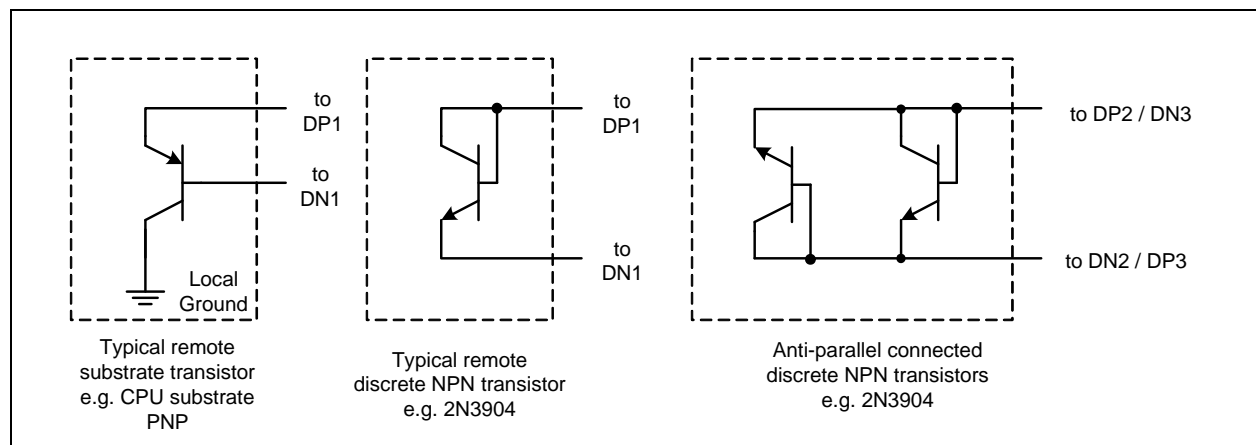 to
DP1
to
DN1
Local
Ground
Typical remote
substrate transistor
e.g. CPU substrate
PNP
to
DP1
to
DN1
Typical remote
discrete NPN transistor
e.g. 2N3904
to DP2 / DN3
to DN2 / DP3
Anti-parallel connected
discrete NPN transistors
e.g. 2N3904